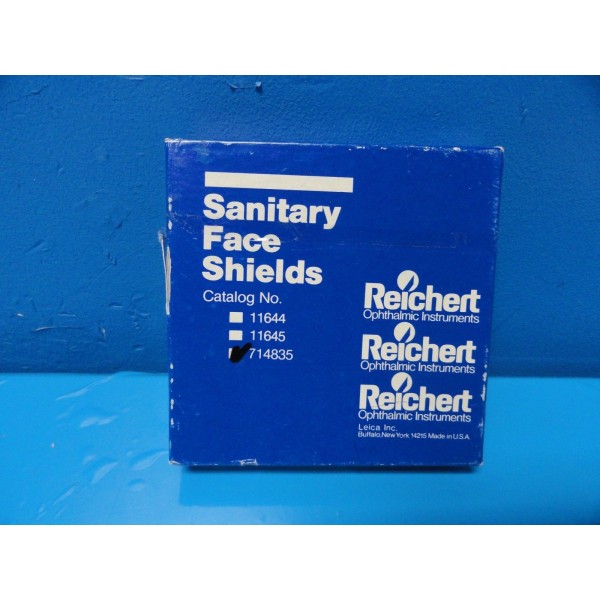 Sanitary
Face
Shields
Catalog No.
11644
11645
714835
Reichert
Ophthalmic Instruments
Reichert
Ophthalmic Instruments
Reichert
Ophthalmic Instruments
Leica Inc.
Buffalo, New York 14215 Made in U.S.A.